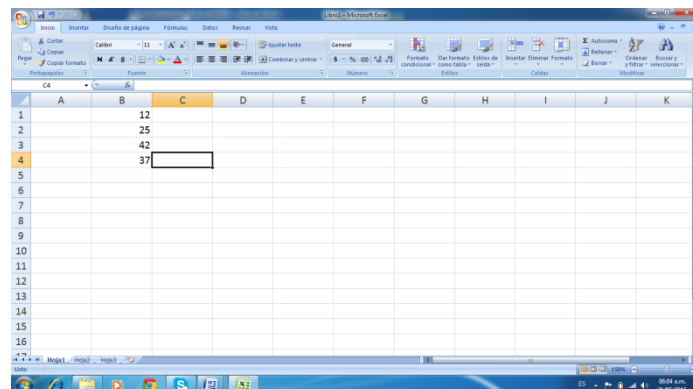 Libro1 - Microsoft Excel
Inicio Insertar Diseño de página Fórmulas Datos Revisar Vista
Pegar Cortar Copiar Copiar formato
Calibri 11
Ajustar texto
Combinar y centrar
General
Formato condicional Dar formato como tabla Estilos de celda
Insertar Eliminar Formato
Autosuma Rellenar Borrar
Ordenar y filtrar Buscar y seleccionar
Portapapeles Fuente Alineación Número Estilos Celdas Modificar
C4 fx
A B C D E F G H I J K
1 12
2 25
3 42
4 37
5
6
7
8
9
10
11
12
13
14
15
16
17
Hoja1 Hoja2 Hoja3
Listo 150%
ES 06:04 a.m.